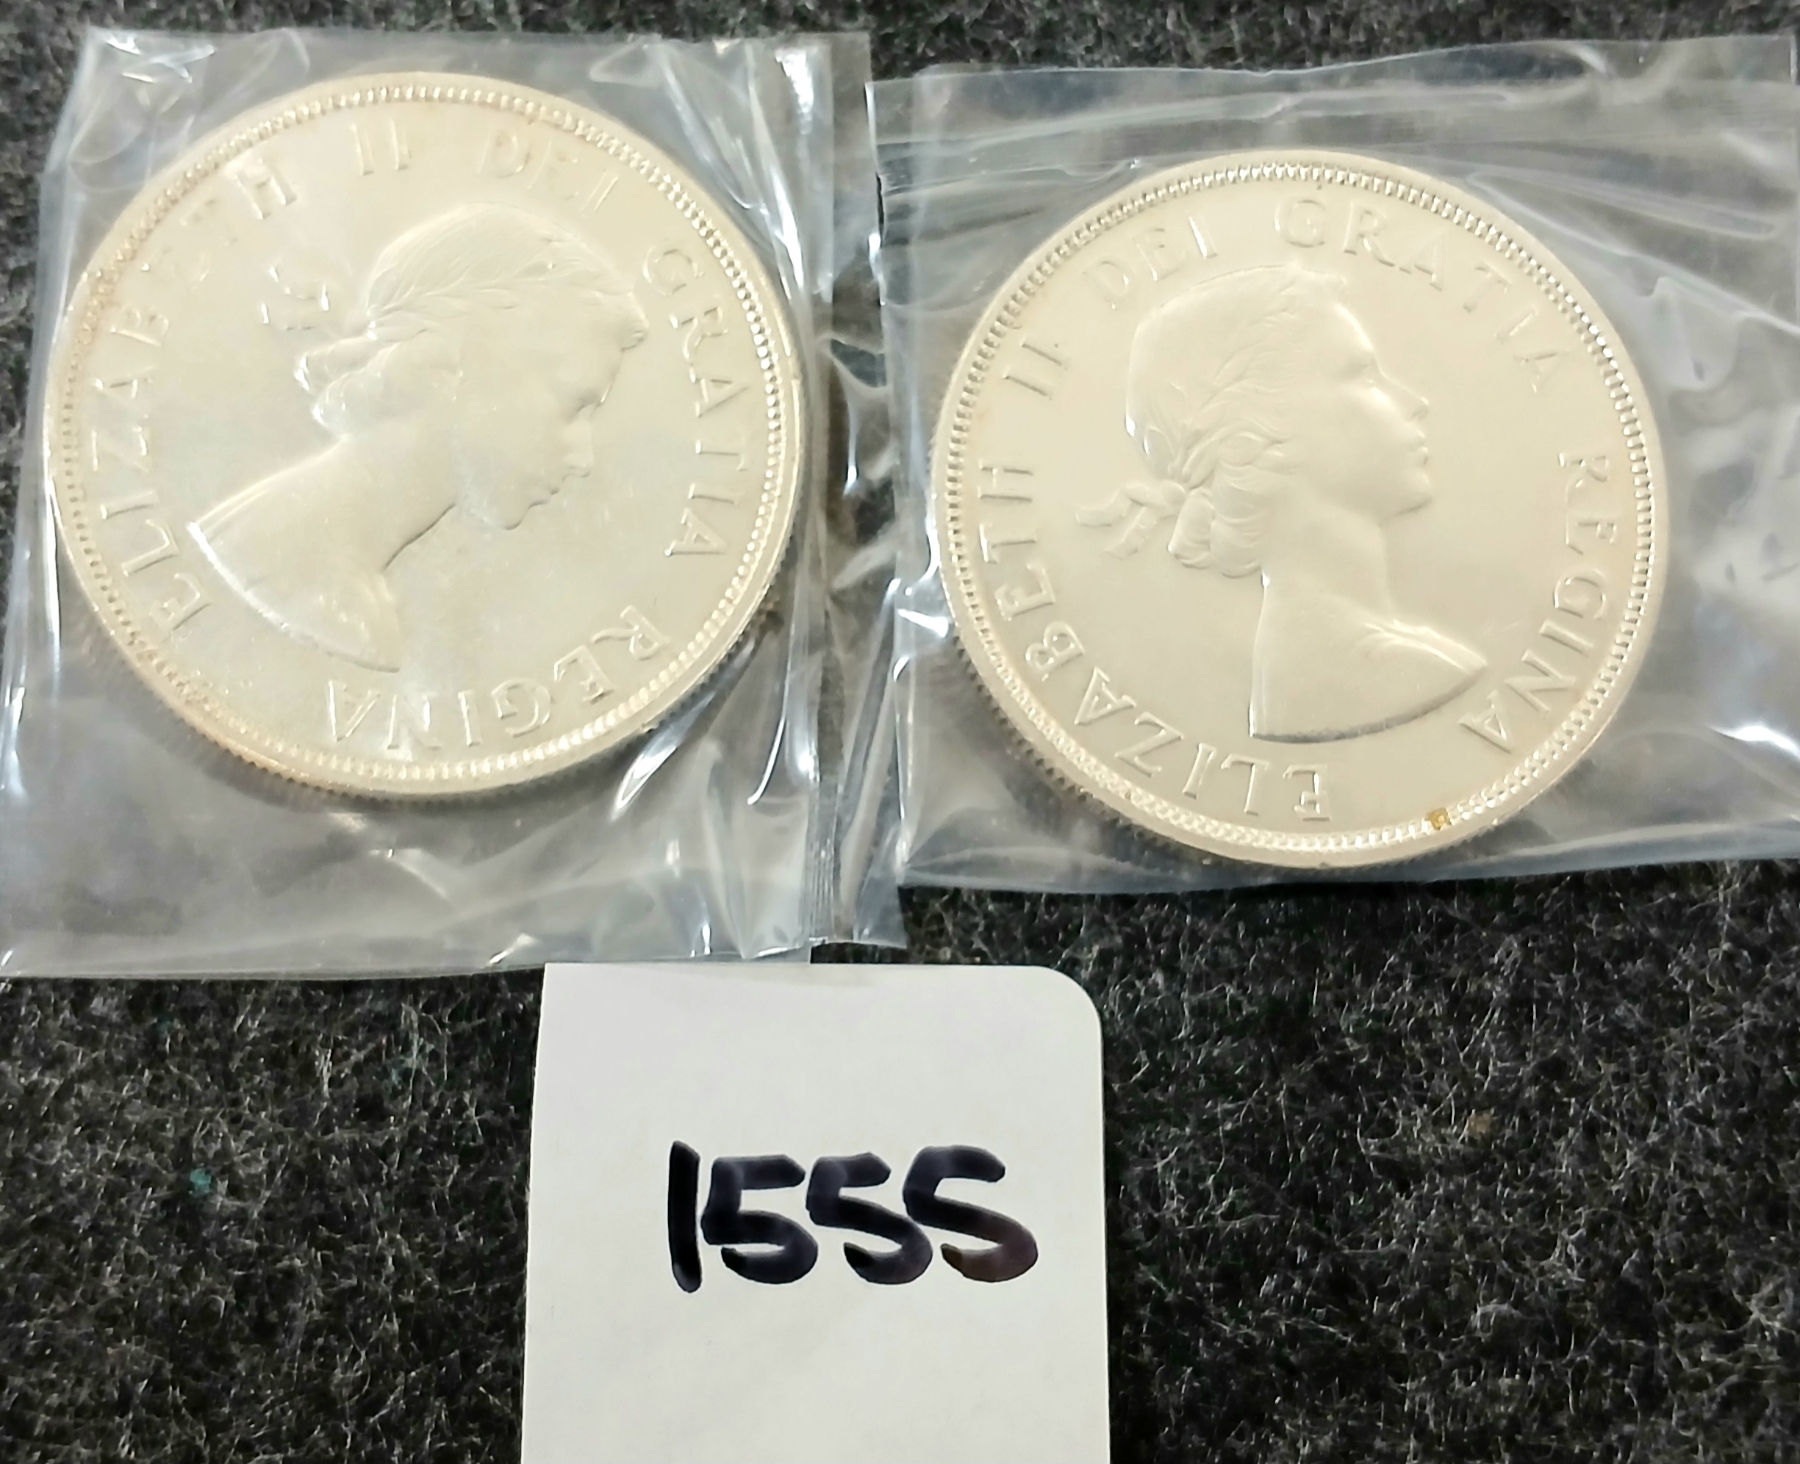 ELIZABETH II DEI GRATIA REGINA
ELIZABETH II DEI GRATIA REGINA
1555